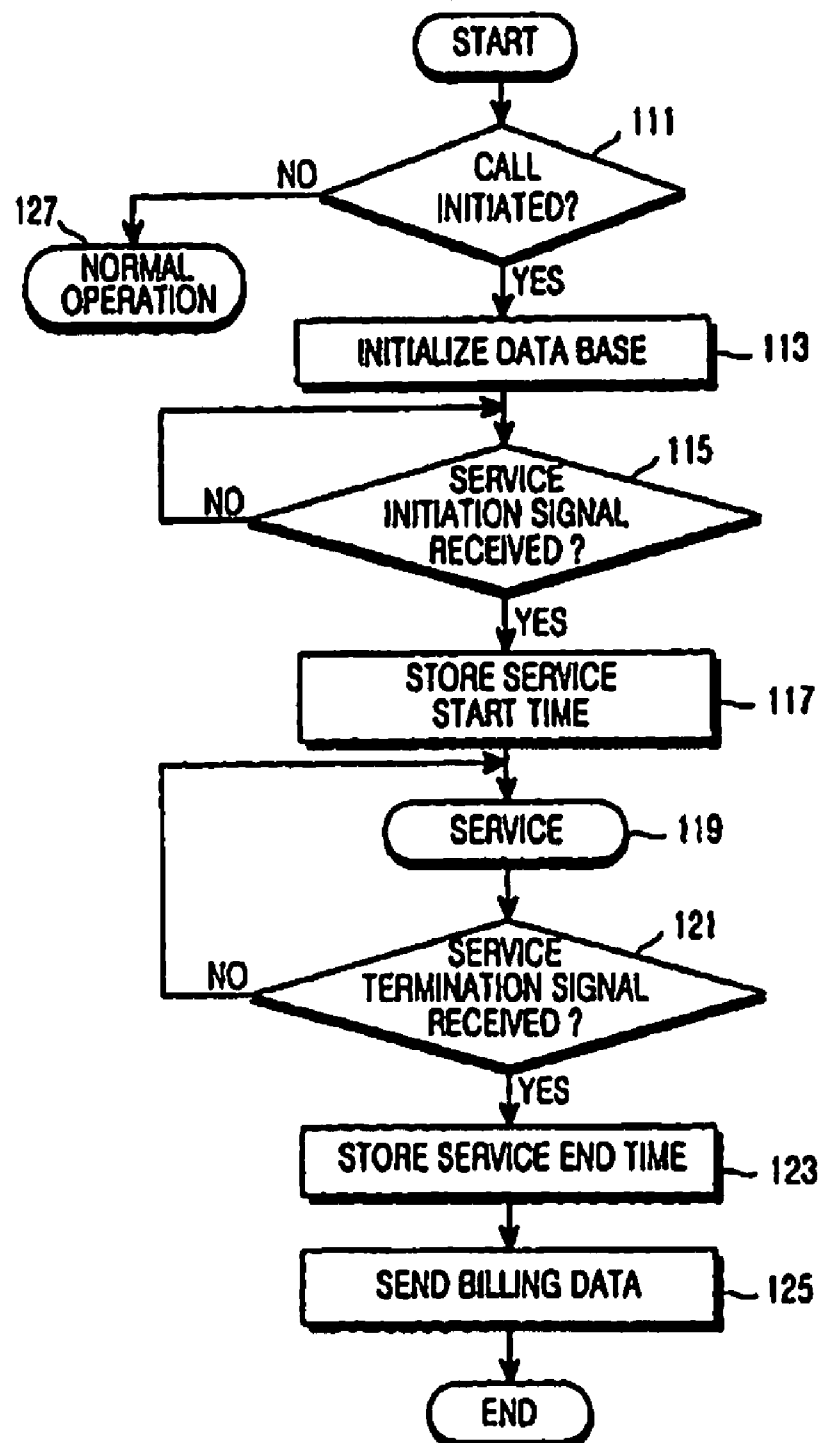 START
111
CALL
INITIATED?
NO
127
NORMAL
OPERATION
YES
INITIALIZE DATA BASE
113
115
SERVICE
INITIATION SIGNAL
RECEIVED ?
NO
YES
STORE SERVICE
START TIME
117
SERVICE
119
121
SERVICE
TERMINATION SIGNAL
RECEIVED ?
NO
YES
STORE SERVICE END TIME
123
SEND BILLING DATA
125
END